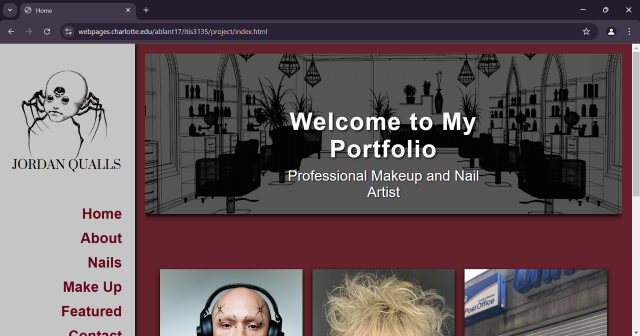 Home
webpages.charlotte.edu/ablant17/itis3135/project/index.html
JORDAN QUALLS
Home
About
Nails
Make Up
Featured
Contact
Welcome to My
Portfolio
Professional Makeup and Nail
Artist
Post Office